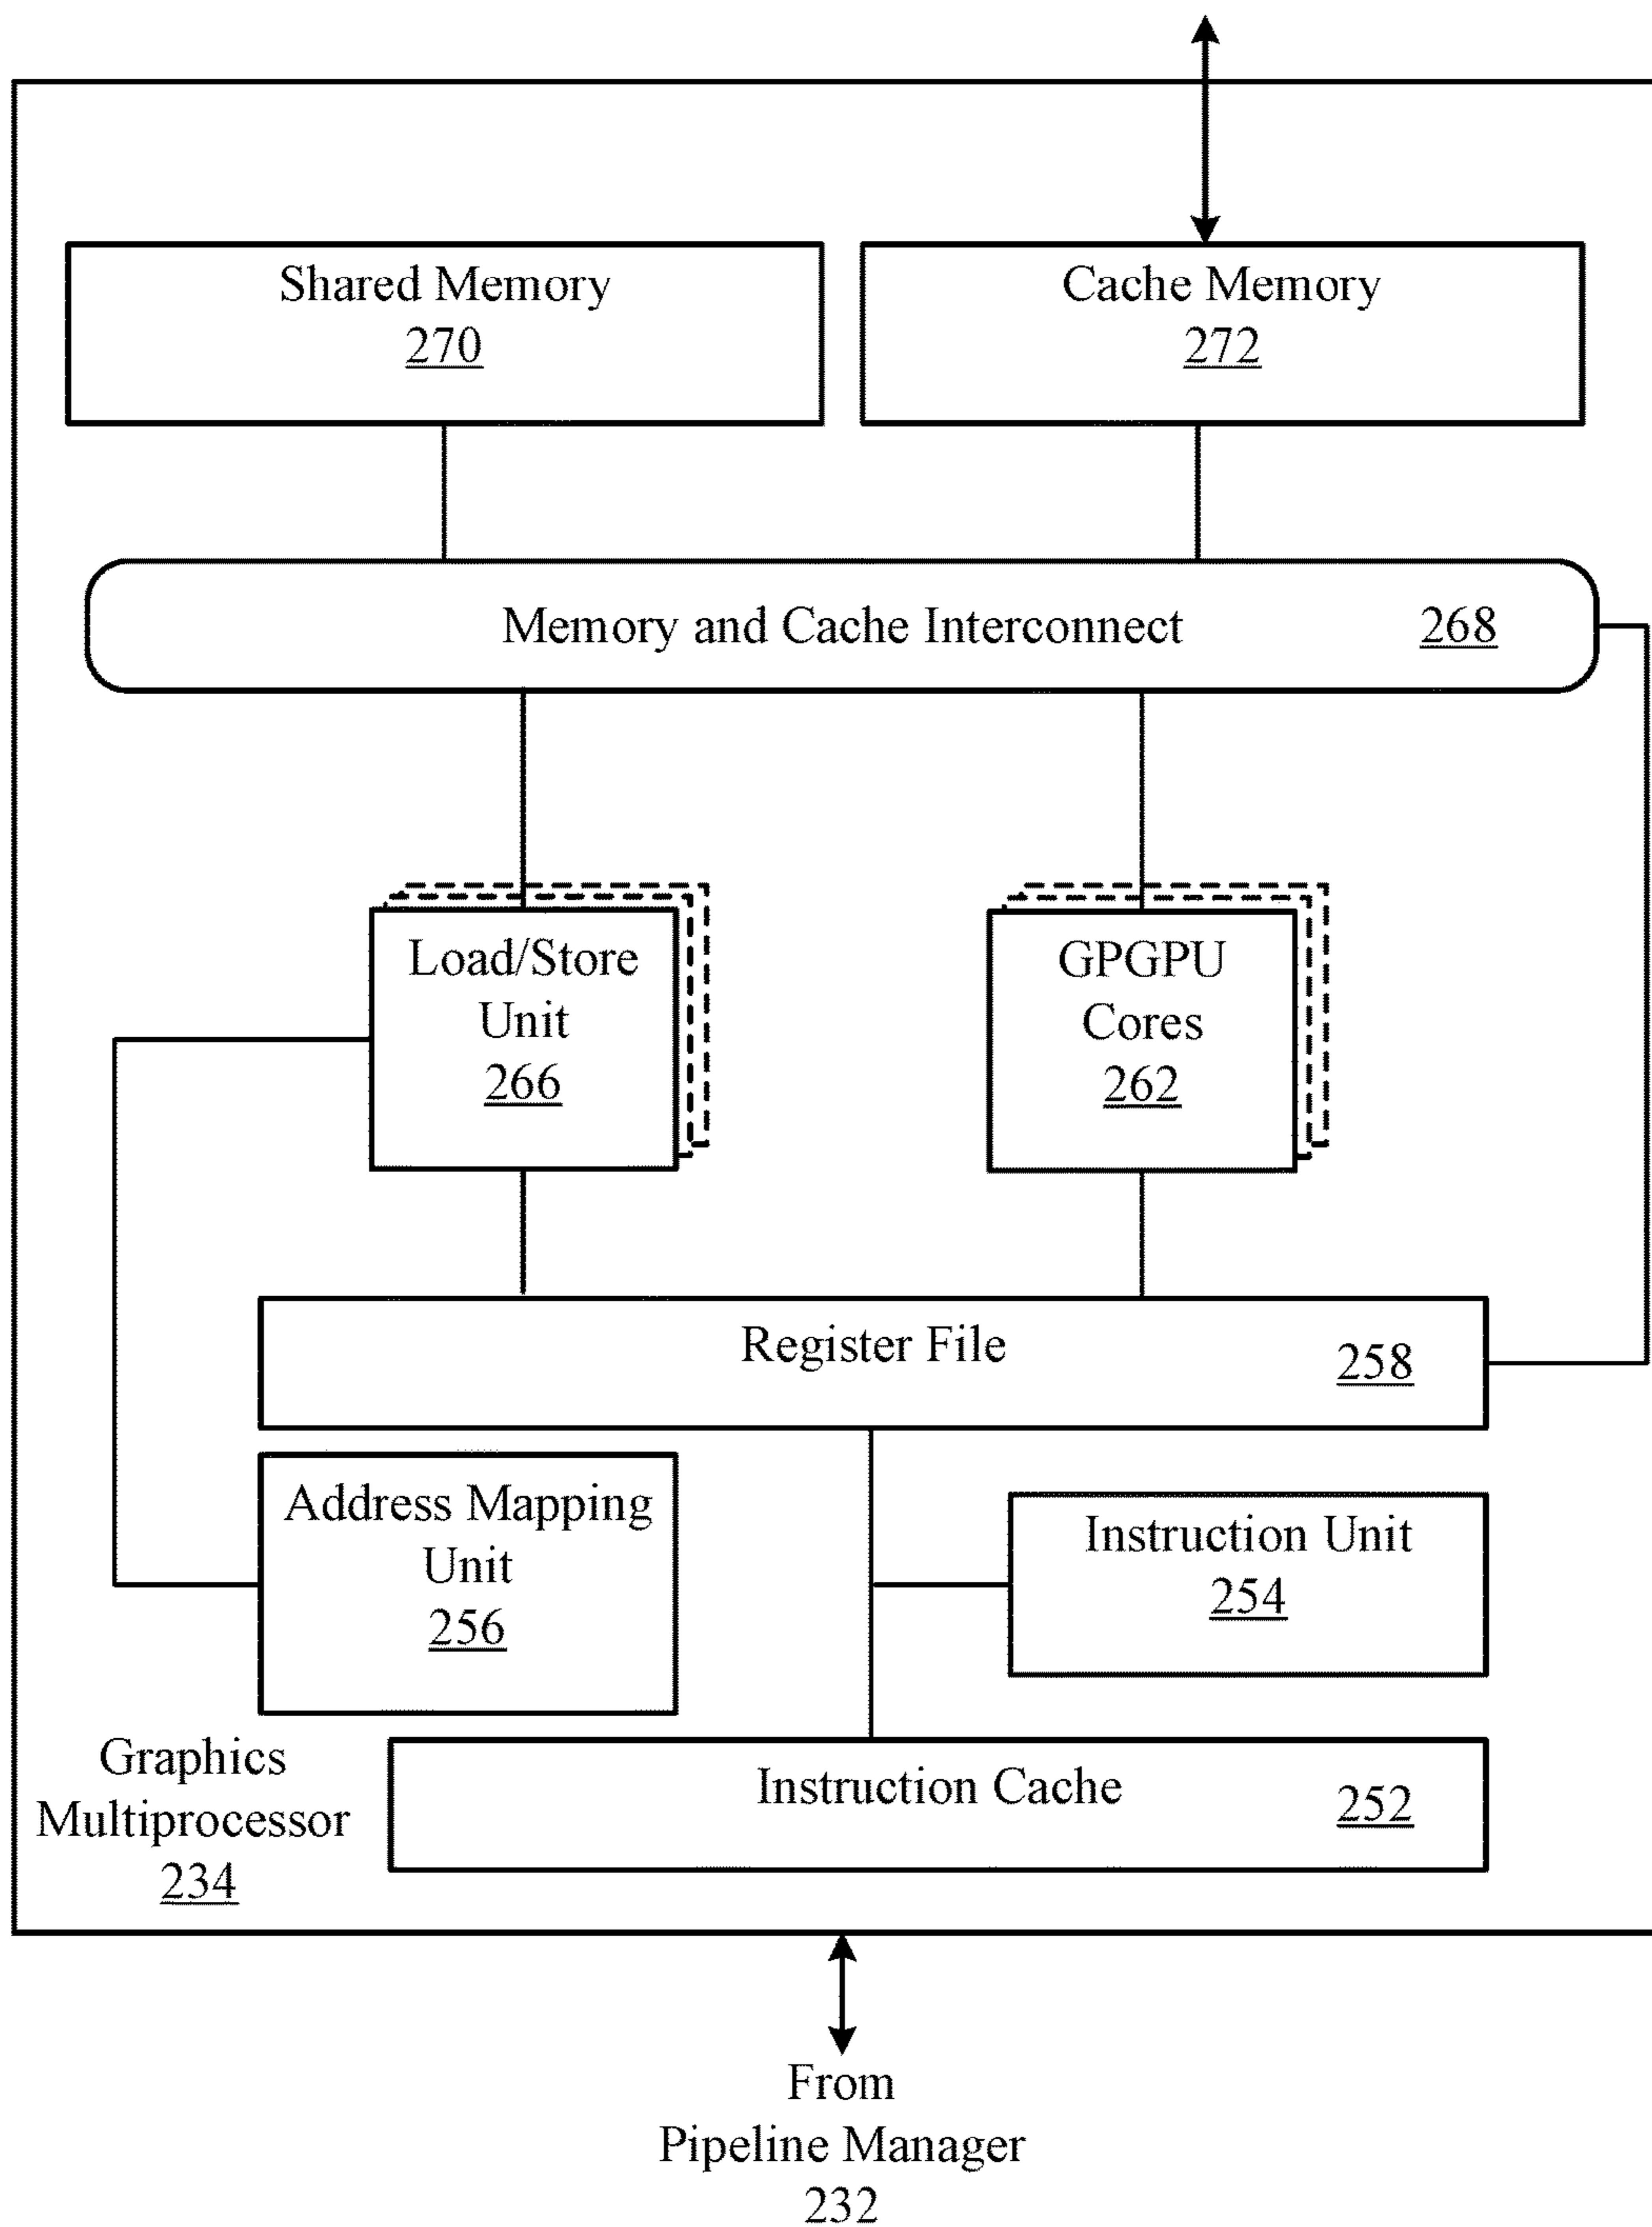 Shared Memory
270
Cache Memory
272
Memory and Cache Interconnect 268
Load/Store
Unit
266
GPGPU
Cores
262
Register File 258
Address Mapping
Unit
256
Instruction Unit
254
Graphics
Multiprocessor
234
Instruction Cache 252
From
Pipeline Manager
232